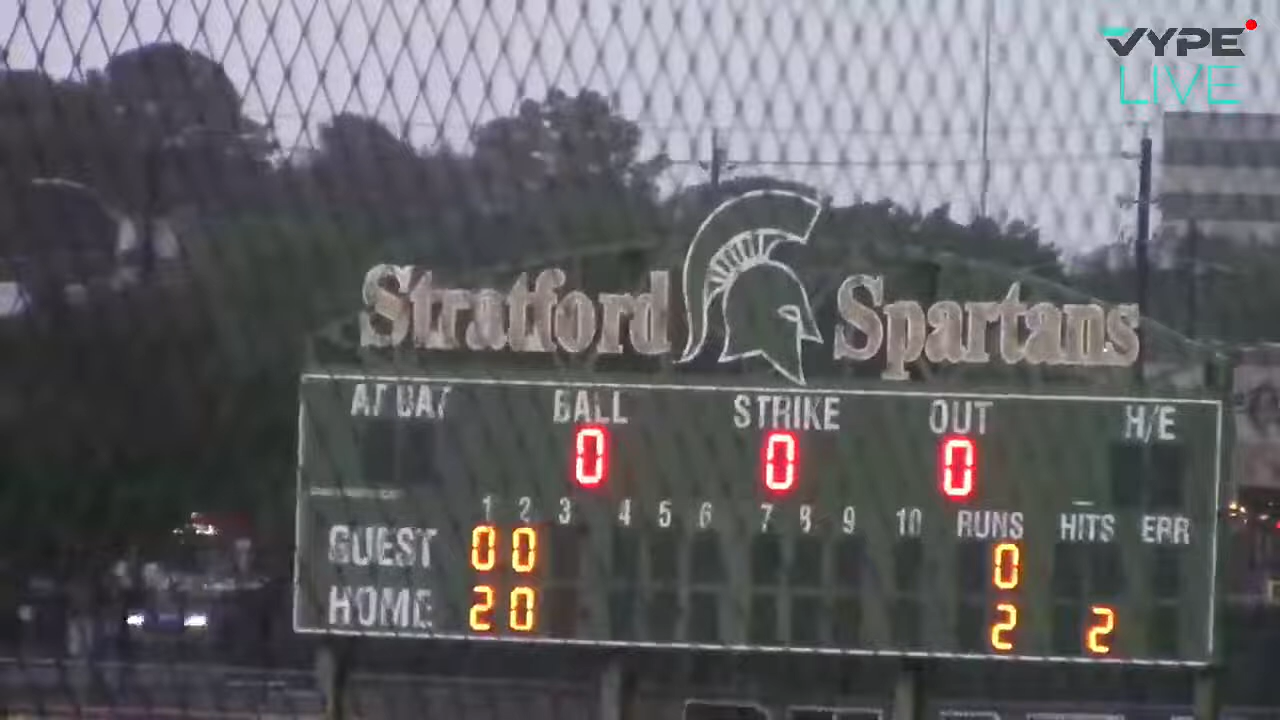 VYPE
LIVE
Stratford Spartans
AT BAT BALL STRIKE OUT H/E
0 0 0
1 2 3 4 5 6 7 8 9 10 RUNS HITS ERR
GUEST 0 0 0
HOME 2 0 2 2